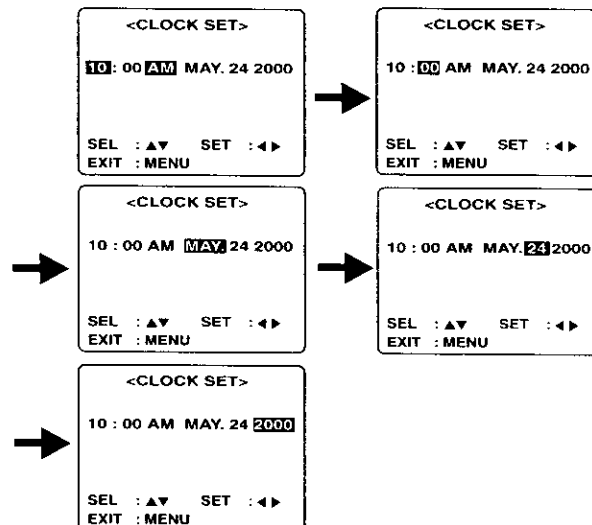 <CLOCK SET>
10 : 00 AM MAY. 24 2000
SEL : ▲▼ SET : ◀▶
EXIT : MENU
<CLOCK SET>
10 : 00 AM MAY. 24 2000
SEL : ▲▼ SET : ◀▶
EXIT : MENU
<CLOCK SET>
10 : 00 AM MAY. 24 2000
SEL : ▲▼ SET : ◀▶
EXIT : MENU
<CLOCK SET>
10 : 00 AM MAY. 24 2000
SEL : ▲▼ SET : ◀▶
EXIT : MENU
<CLOCK SET>
10 : 00 AM MAY. 24 2000
SEL : ▲▼ SET : ◀▶
EXIT : MENU